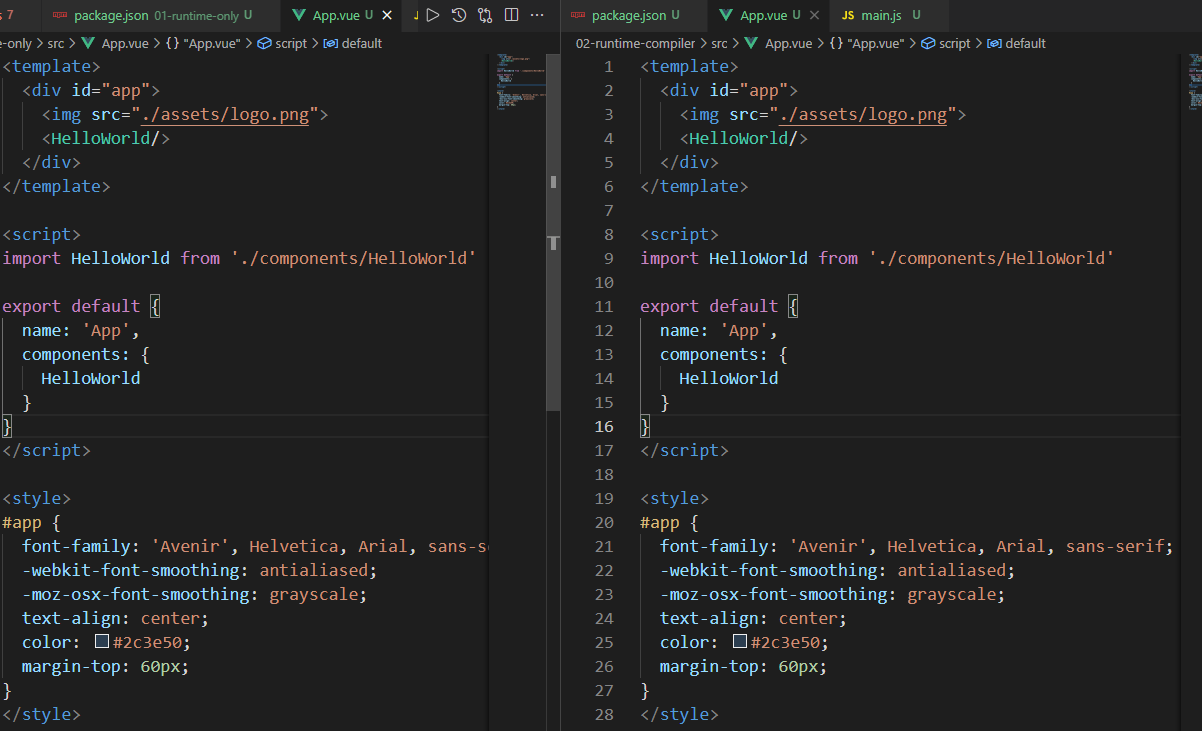 7 package.json 01-runtime-only U App.vue U
e-only > src > App.vue > {} "App.vue" > script > default
<template>
<div id="app">
<img src="./assets/logo.png">
<HelloWorld/>
</div>
</template>
<script>
import HelloWorld from './components/HelloWorld'
export default {
name: 'App',
components: {
HelloWorld
}
}
</script>
<style>
#app {
font-family: 'Avenir', Helvetica, Arial, sans-s
-webkit-font-smoothing: antialiased;
-moz-osx-font-smoothing: grayscale;
text-align: center;
color: #2c3e50;
margin-top: 60px;
}
</style>
package.json U App.vue U JS main.js U
02-runtime-compiler > src > App.vue > {} "App.vue" > script > default
1 <template>
2 <div id="app">
3 <img src="./assets/logo.png">
4 <HelloWorld/>
5 </div>
6 </template>
7
8 <script>
9 import HelloWorld from './components/HelloWorld'
10
11 export default {
12 name: 'App',
13 components: {
14 HelloWorld
15 }
16 }
17 </script>
18
19 <style>
20 #app {
21 font-family: 'Avenir', Helvetica, Arial, sans-serif;
22 -webkit-font-smoothing: antialiased;
23 -moz-osx-font-smoothing: grayscale;
24 text-align: center;
25 color: #2c3e50;
26 margin-top: 60px;
27 }
28 </style>